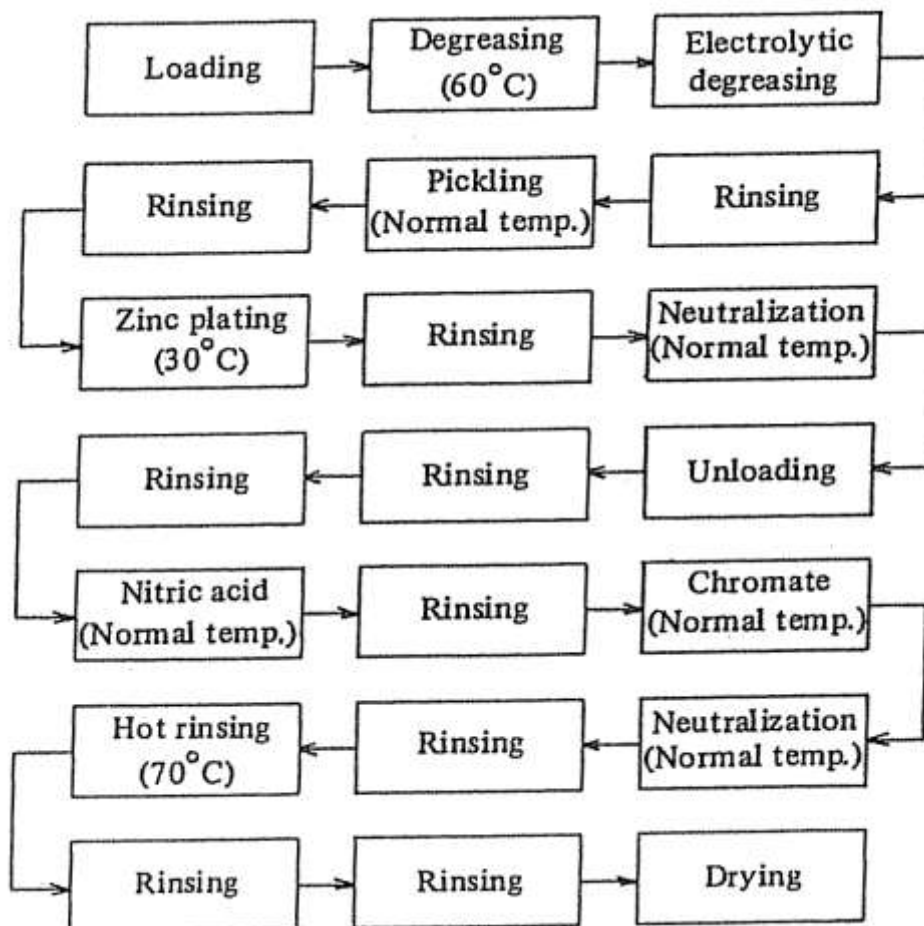 Loading
Degreasing
(60°C)
Electrolytic
degreasing
Rinsing
Pickling
(Normal temp.)
Rinsing
Zinc plating
(30°C)
Rinsing
Neutralization
(Normal temp.)
Unloading
Rinsing
Rinsing
Nitric acid
(Normal temp.)
Rinsing
Chromate
(Normal temp.)
Neutralization
(Normal temp.)
Rinsing
Hot rinsing
(70°C)
Rinsing
Rinsing
Drying